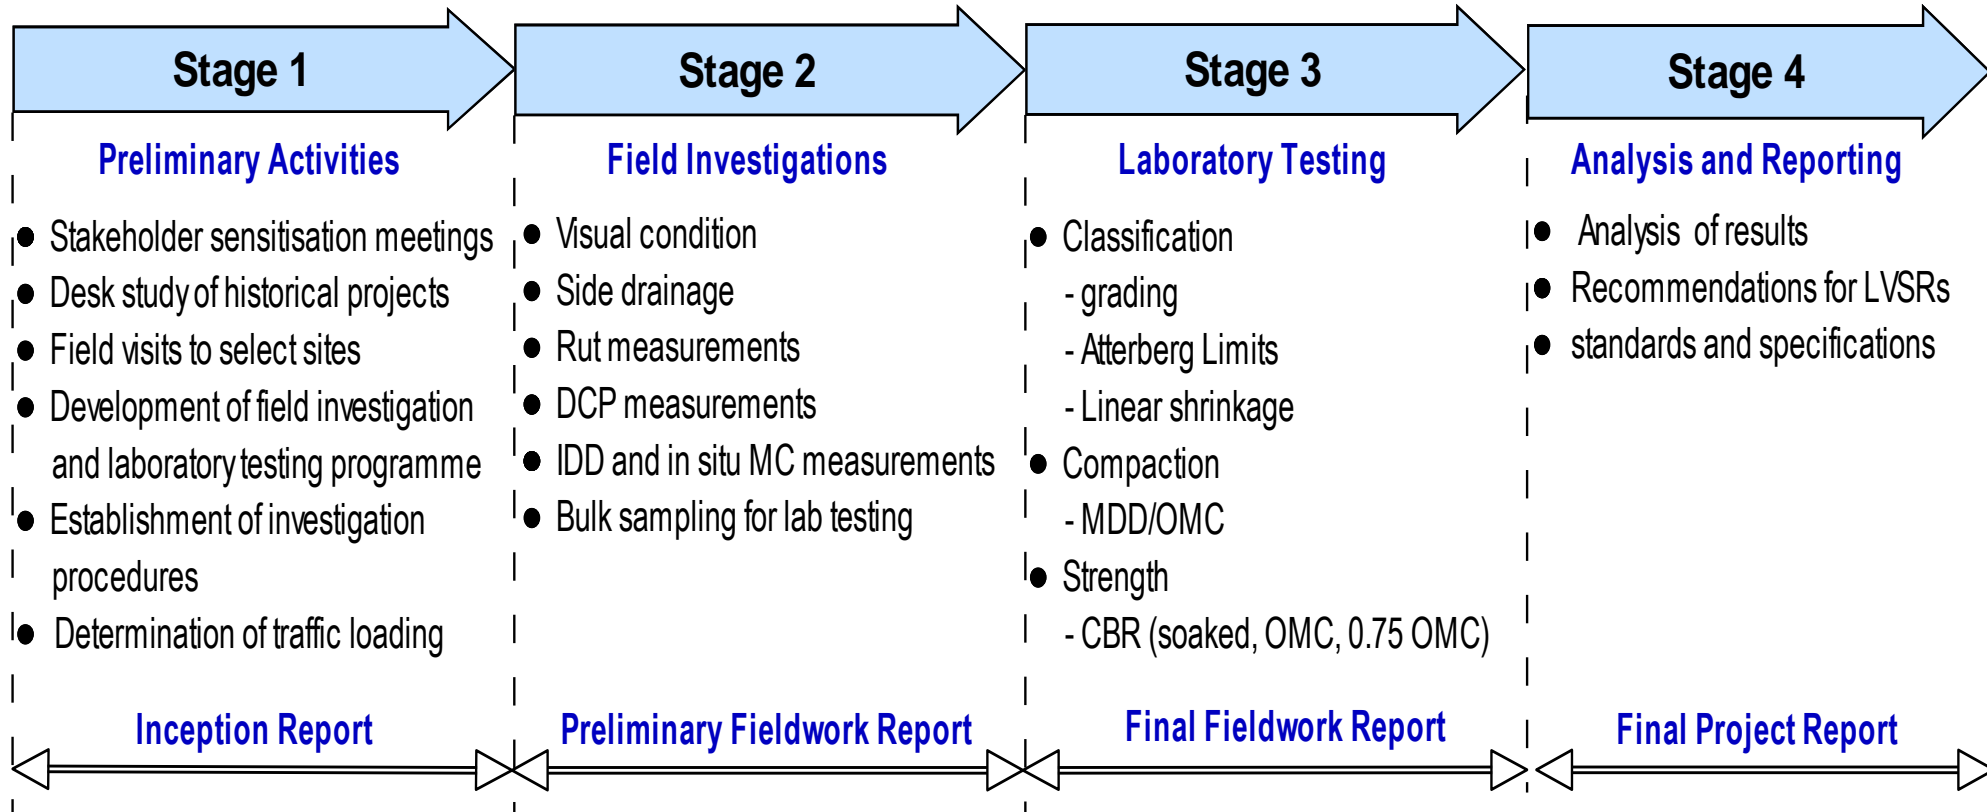 Stage 1
Preliminary Activities
● Stakeholder sensitisation meetings
● Desk study of historical projects
● Field visits to select sites
● Development of field investigation
and laboratory testing programme
● Establishment of investigation
procedures
● Determination of traffic loading
Inception Report
Stage 2
Field Investigations
● Visual condition
● Side drainage
● Rut measurements
● DCP measurements
● IDD and in situ MC measurements
● Bulk sampling for lab testing
Preliminary Fieldwork Report
Stage 3
Laboratory Testing
● Classification
- grading
- Atterberg Limits
- Linear shrinkage
● Compaction
- MDD/OMC
● Strength
- CBR (soaked, OMC, 0.75 OMC)
Final Fieldwork Report
Stage 4
Analysis and Reporting
● Analysis of results
● Recommendations for LVSRs
● standards and specifications
Final Project Report